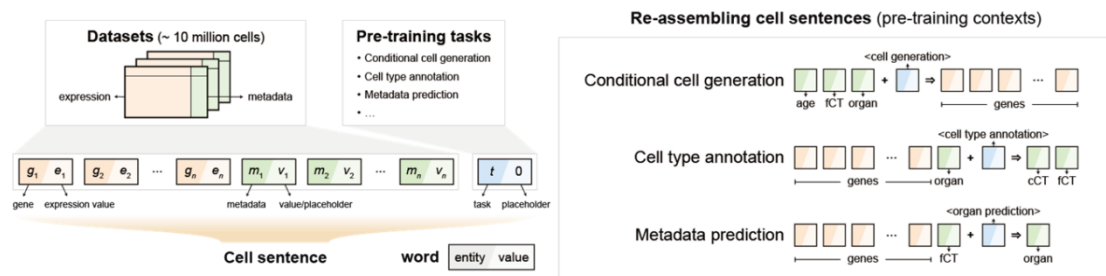 Datasets (~ 10 million cells)
expression
metadata
Pre-training tasks
• Conditional cell generation
• Cell type annotation
• Metadata prediction
• ...
g1 e1 g2 e2 ... gn en m1 v1 m2 v2 ... mn vn t 0
gene expression value metadata value/placeholder task placeholder
Cell sentence
word entity value
Re-assembling cell sentences (pre-training contexts)
<cell generation>
Conditional cell generation + ⇒ ...
age fCT organ genes
<cell type annotation>
Cell type annotation ... + ⇒
genes organ cCT fCT
<organ prediction>
Metadata prediction ... + ⇒
genes fCT organ